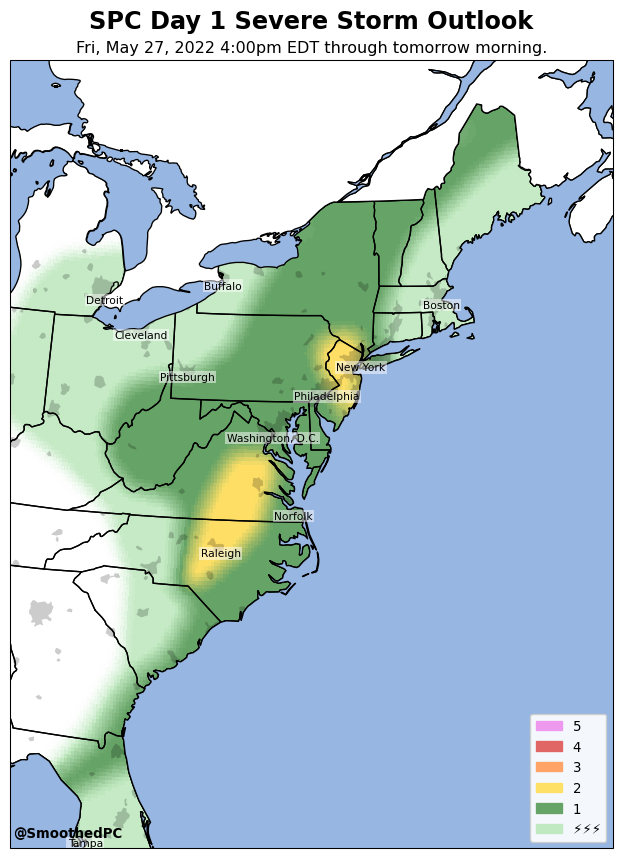 SPC Day 1 Severe Storm Outlook
Fri, May 27, 2022 4:00pm EDT through tomorrow morning.
Buffalo
Detroit
Boston
Cleveland
New York
Pittsburgh
Philadelphia
Washington, D.C.
Norfolk
Raleigh
5
4
3
2
1
⚡⚡⚡
@SmoothedPC
Tampa